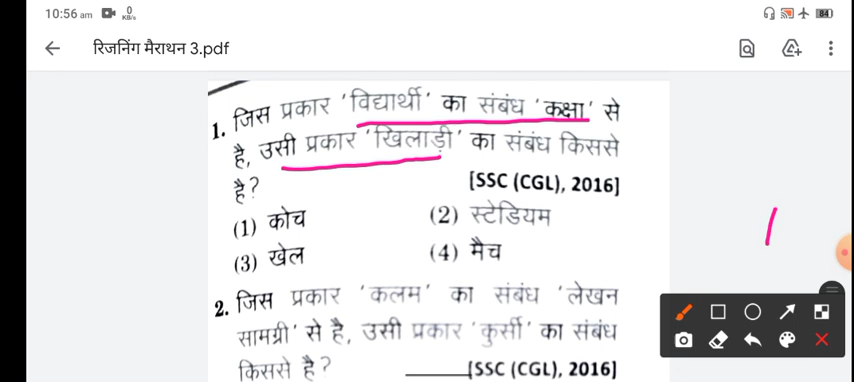 10:56 am 0 KB/s 84
रिजनिंग मैराथन 3.pdf
1. जिस प्रकार 'विद्यार्थी' का संबंध 'कक्षा' से
है, उसी प्रकार 'खिलाड़ी' का संबंध किससे
है? [SSC (CGL), 2016]
(1) कोच (2) स्टेडियम
(3) खेल (4) मैच
2. जिस प्रकार 'कलम' का संबंध 'लेखन
सामग्री' से है, उसी प्रकार 'कुर्सी' का संबंध
किससे है? [SSC (CGL), 2016]